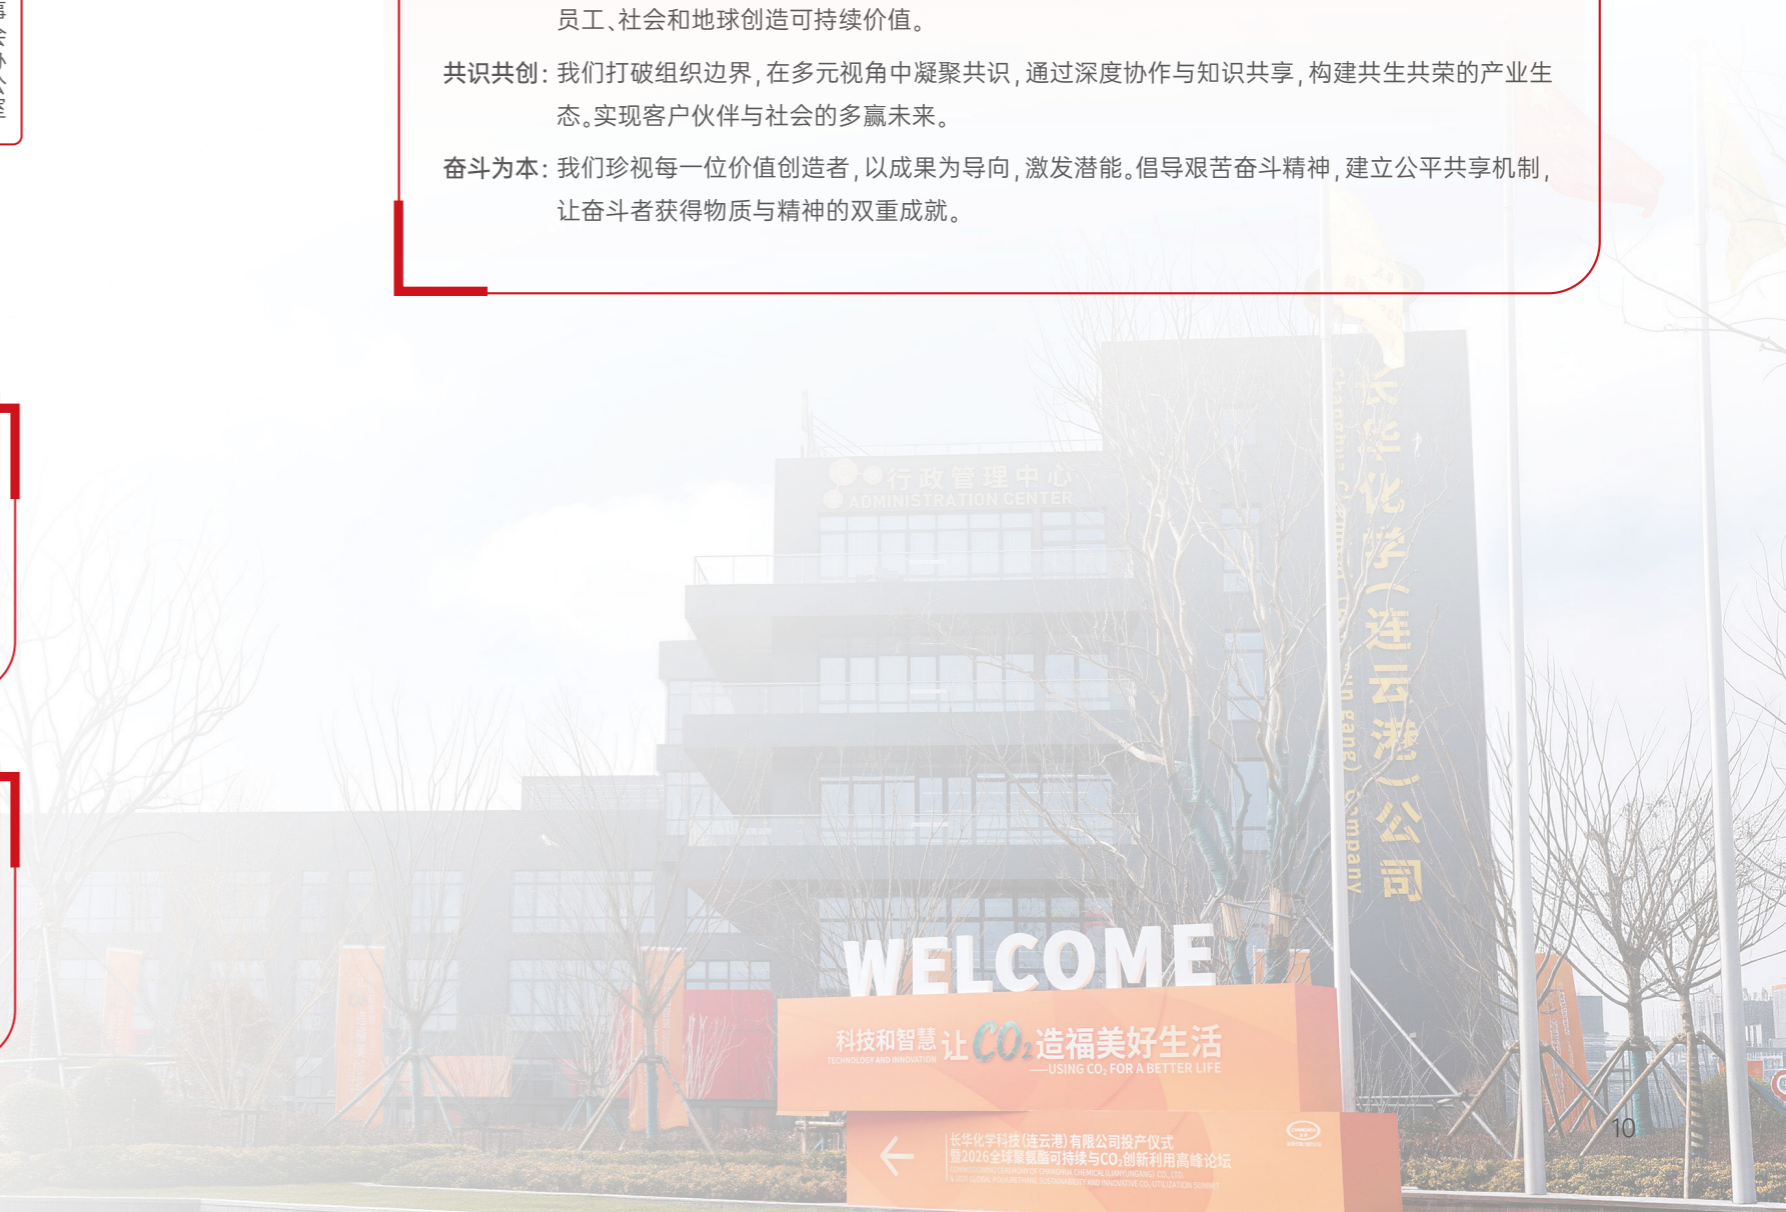 事
会
办
公
室
员工、社会和地球创造可持续价值。
共识共创：我们打破组织边界，在多元视角中凝聚共识，通过深度协作与知识共享，构建共生共荣的产业生
态。实现客户伙伴与社会的多赢未来。
奋斗为本：我们珍视每一位价值创造者，以成果为导向，激发潜能。倡导艰苦奋斗精神，建立公平共享机制，
让奋斗者获得物质与精神的双重成就。
行政管理中心
ADMINISTRATION CENTER
长华化学（连云港）公司
WELCOME
科技和智慧 让CO₂造福美好生活
TECHNOLOGY AND INNOVATION
——USING CO₂ FOR A BETTER LIFE
长华化学科技（连云港）有限公司投产仪式
暨2026全球聚氨酯可持续与CO₂创新利用高峰论坛
10